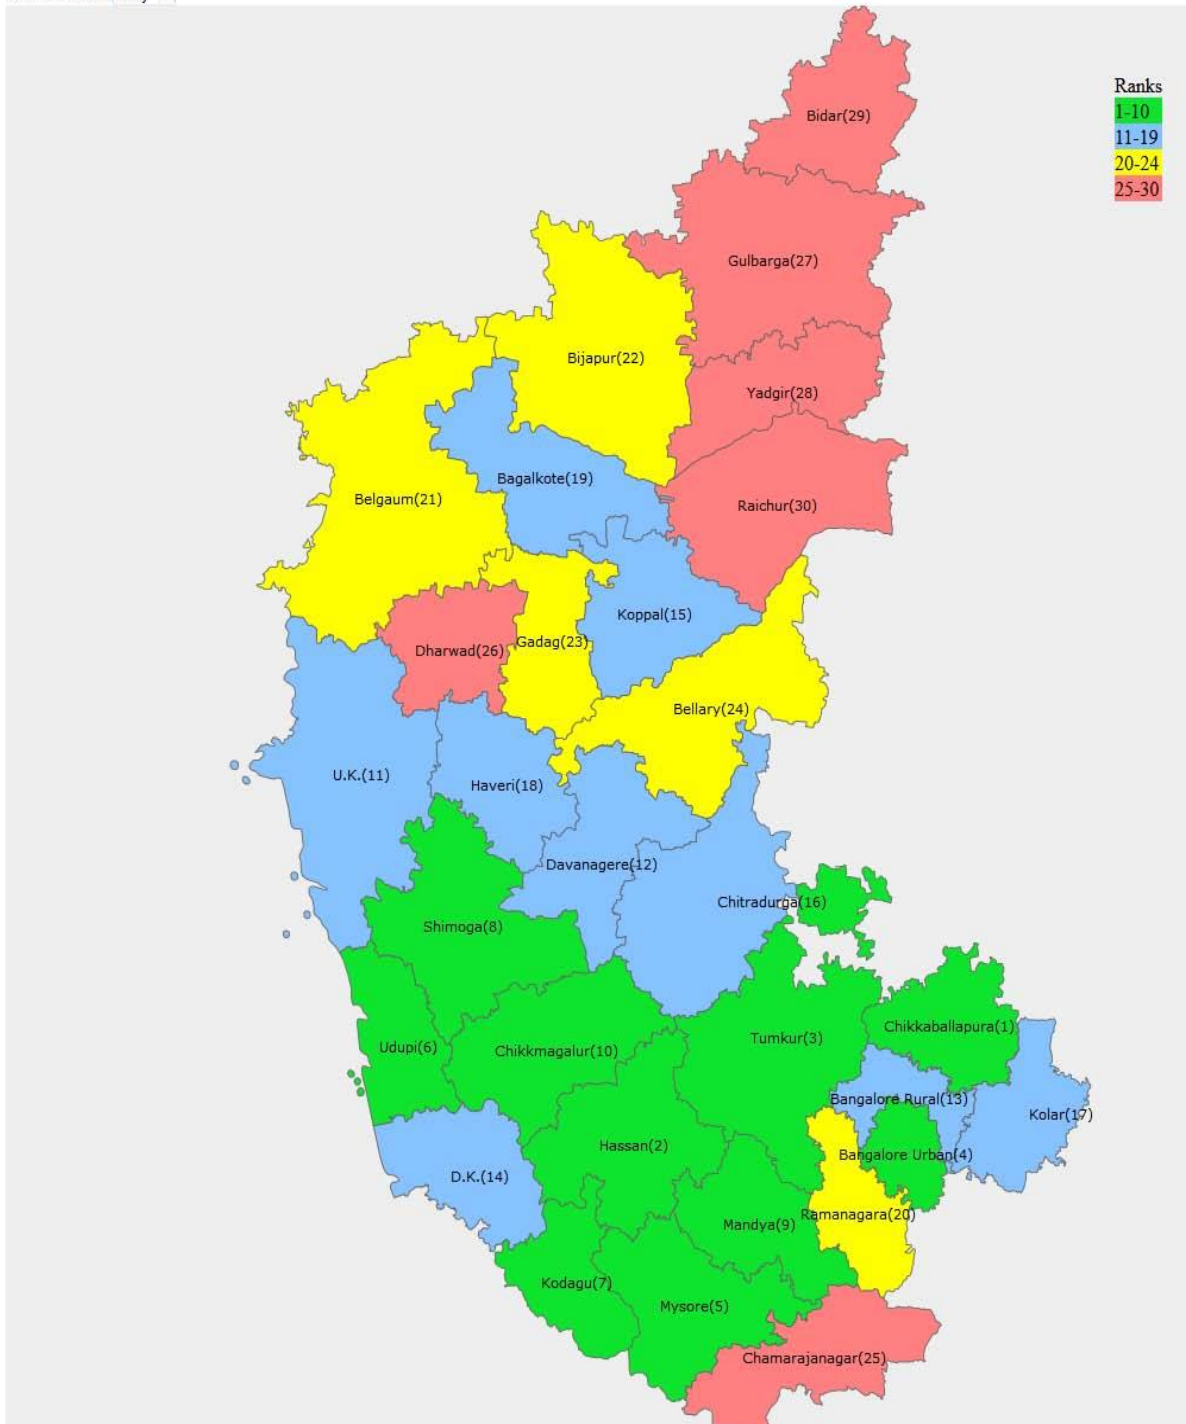 Ranks
1-10
11-19
20-24
25-30
Bidar(29)
Gulbarga(27)
Bijapur(22)
Yadgir(28)
Bagalkote(19)
Belgaum(21)
Raichur(30)
Koppal(15)
Gadag(23)
Dharwad(26)
Bellary(24)
U.K.(11)
Haveri(18)
Davanagere(12)
Chitradurga(16)
Shimoga(8)
Chikkaballapura(1)
Tumkur(3)
Udupi(6)
Chikkmagalur(10)
Bangalore Rural(13)
Kolar(17)
Hassan(2)
Bangalore Urban(4)
D.K.(14)
Ramanagara(20)
Mandya(9)
Kodagu(7)
Mysore(5)
Chamarajanagar(25)